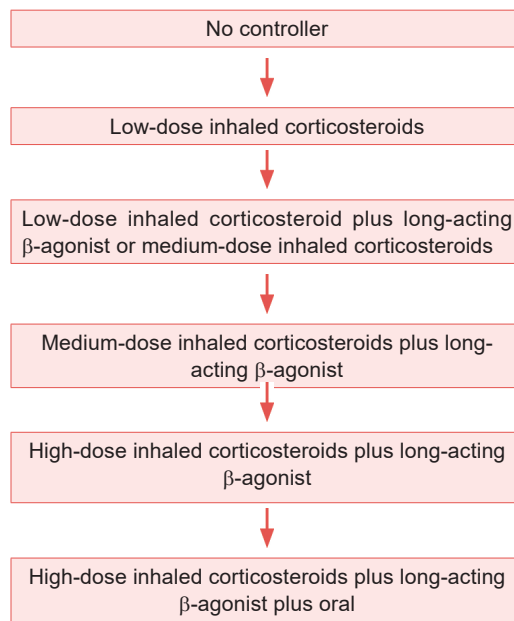 No controller
Low-dose inhaled corticosteroids
Low-dose inhaled corticosteroid plus long-acting
β-agonist or medium-dose inhaled corticosteroids
Medium-dose inhaled corticosteroids plus long-
acting β-agonist
High-dose inhaled corticosteroids plus long-acting
β-agonist
High-dose inhaled corticosteroids plus long-acting
β-agonist plus oral